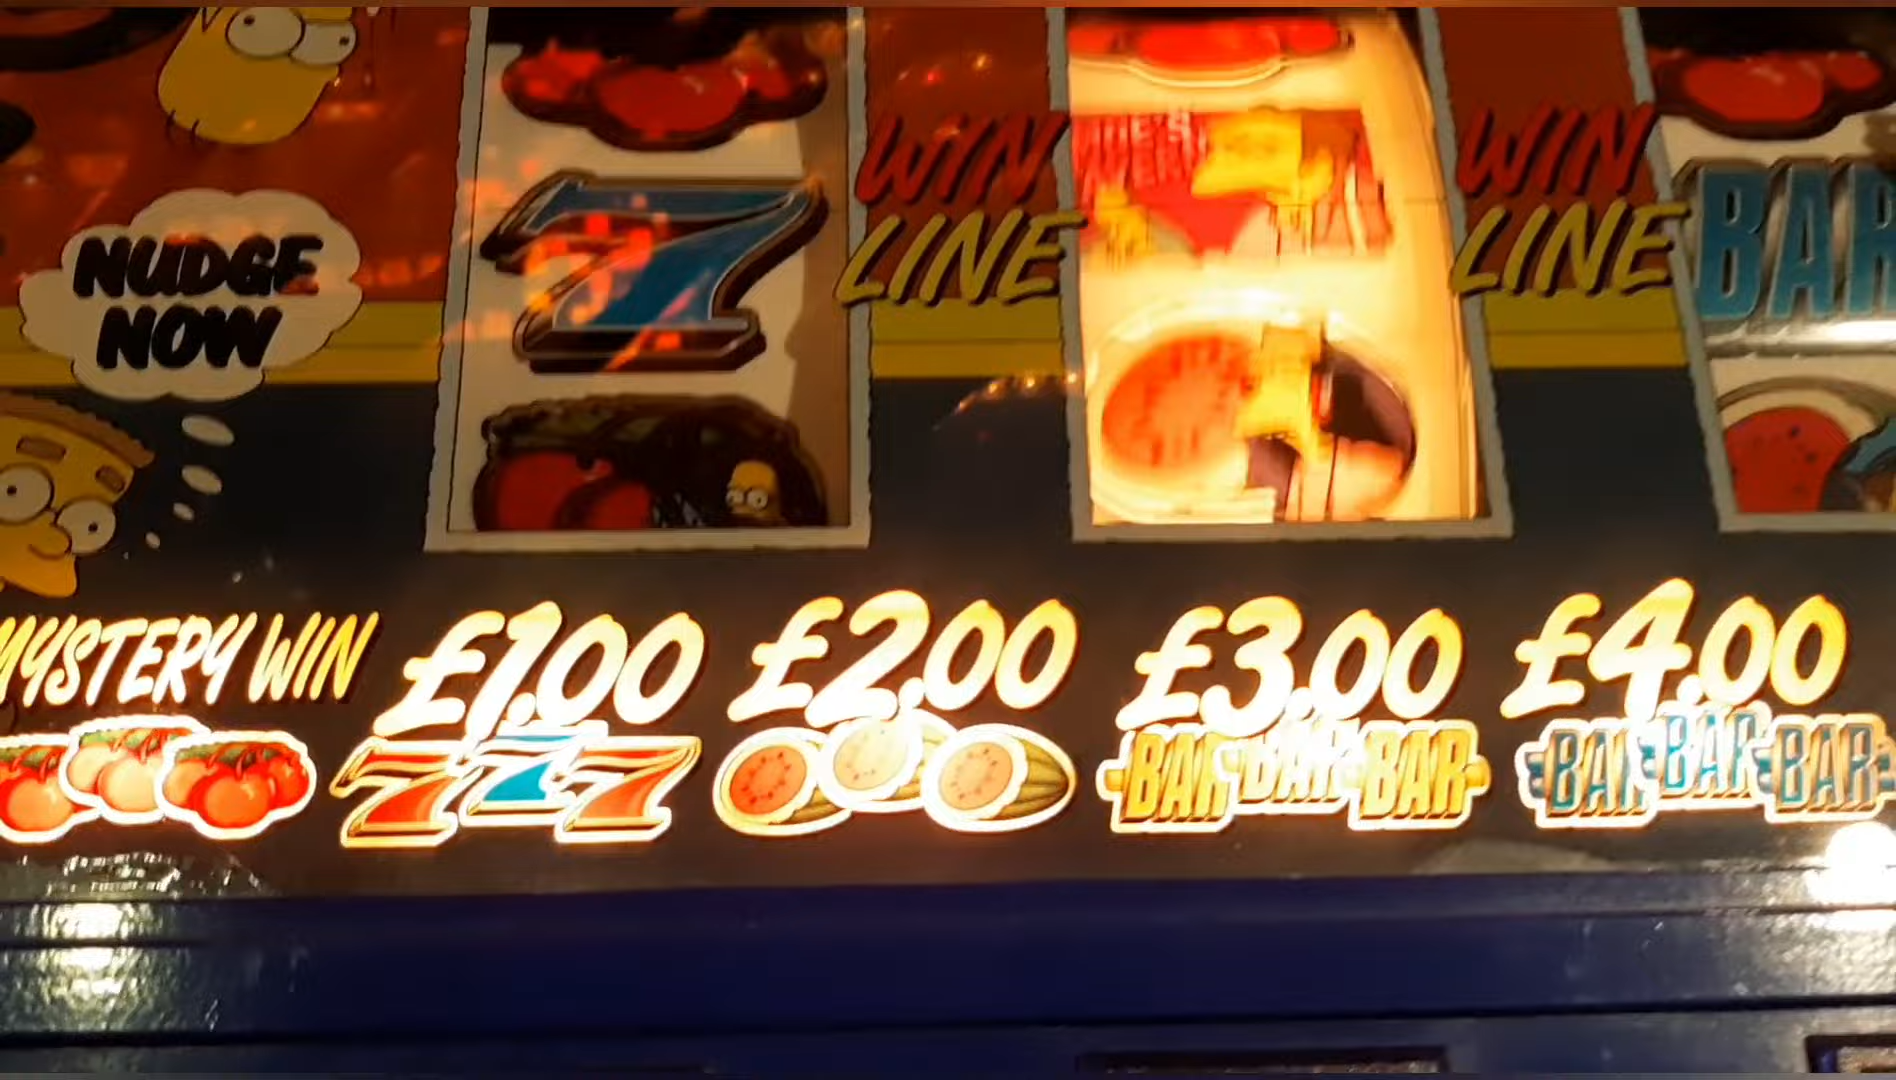 WIN
LINE
WIN
LINE
BAR
NUDGE
NOW
MYSTERY WIN
£1.00
£2.00
£3.00
£4.00
777
BAR BAR BAR
BAR BAR BAR